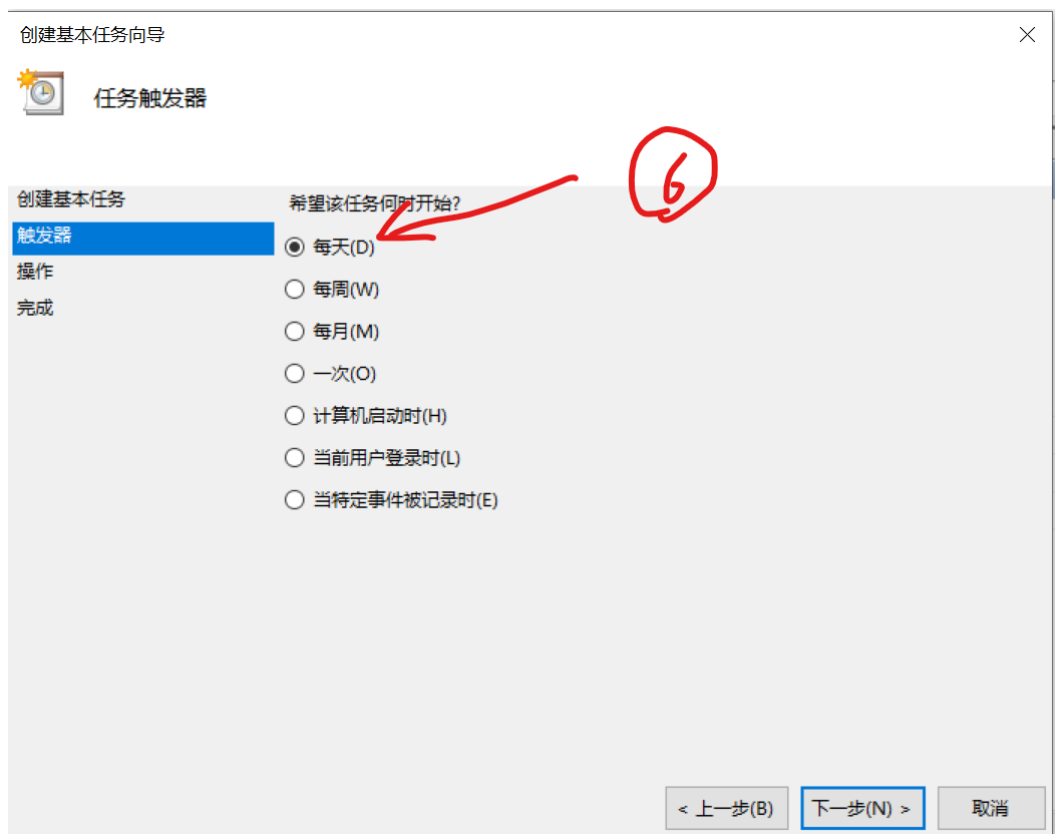 创建基本任务向导
任务触发器
6
创建基本任务
希望该任务何时开始?
触发器
每天(D)
操作
每周(W)
完成
每月(M)
一次(O)
计算机启动时(H)
当前用户登录时(L)
当特定事件被记录时(E)
< 上一步(B)
下一步(N) >
取消